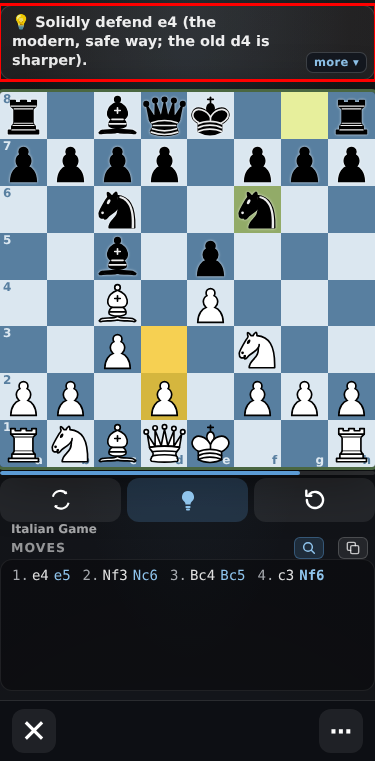 💡 Solidly defend e4 (the
modern, safe way; the old d4 is
sharper).
more ▾
8
7
6
5
4
3
2
1
e f g
Italian Game
MOVES
1. e4 e5 2. Nf3 Nc6 3. Bc4 Bc5 4. c3 Nf6